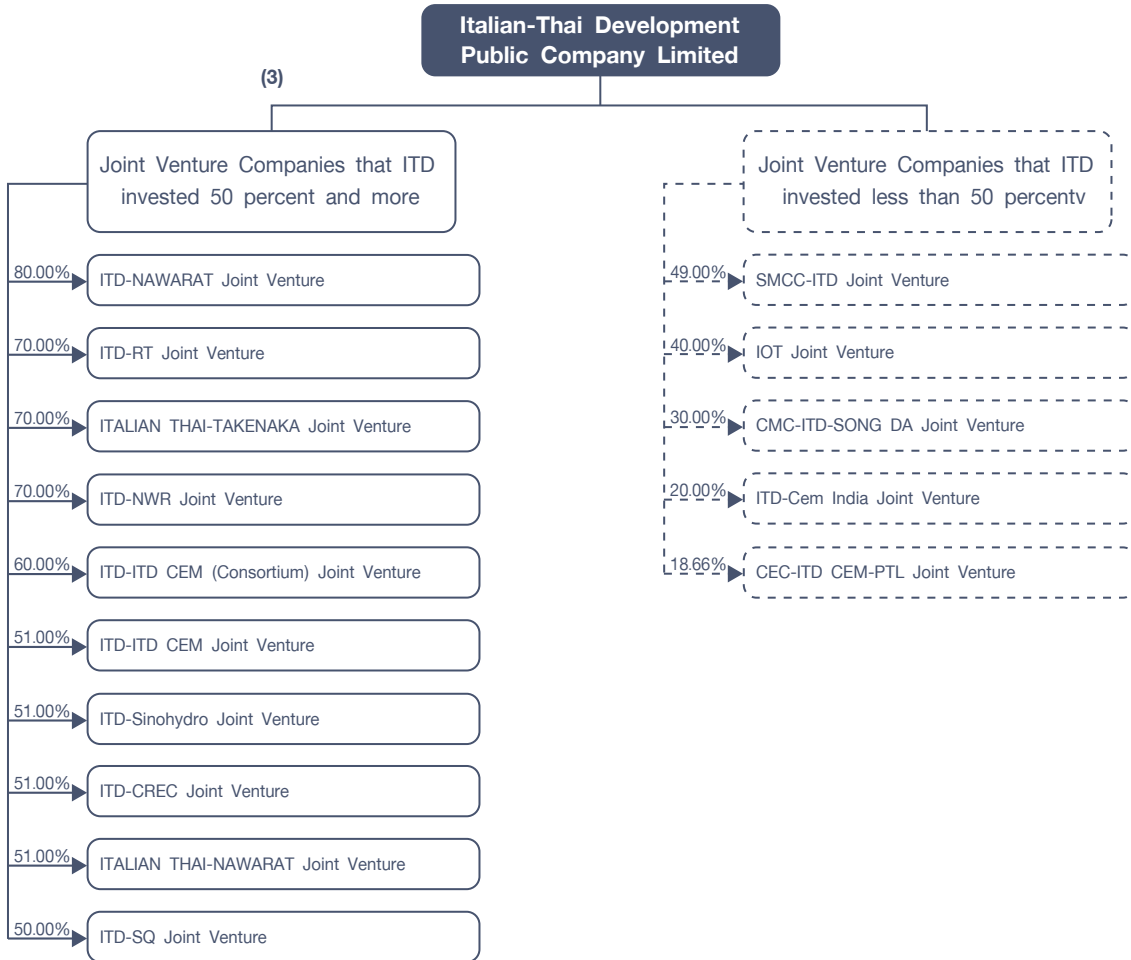 Italian-Thai Development
Public Company Limited
(3)
Joint Venture Companies that ITD
invested 50 percent and more
80.00%
ITD-NAWARAT Joint Venture
70.00%
ITD-RT Joint Venture
70.00%
ITALIAN THAI-TAKENAKA Joint Venture
70.00%
ITD-NWR Joint Venture
60.00%
ITD-ITD CEM (Consortium) Joint Venture
51.00%
ITD-ITD CEM Joint Venture
51.00%
ITD-Sinohydro Joint Venture
51.00%
ITD-CREC Joint Venture
51.00%
ITALIAN THAI-NAWARAT Joint Venture
50.00%
ITD-SQ Joint Venture
Joint Venture Companies that ITD
invested less than 50 percentv
49.00%
SMCC-ITD Joint Venture
40.00%
IOT Joint Venture
30.00%
CMC-ITD-SONG DA Joint Venture
20.00%
ITD-Cem India Joint Venture
18.66%
CEC-ITD CEM-PTL Joint Venture